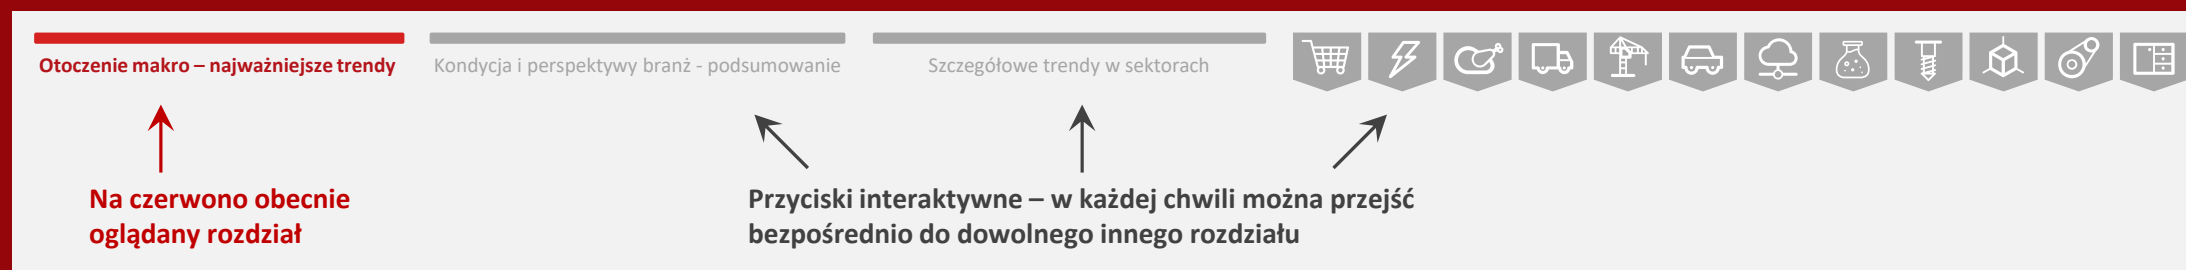 Otoczenie makro – najważniejsze trendy
Kondycja i perspektywy branż - podsumowanie
Szczegółowe trendy w sektorach
Na czerwono obecnie
oglądany rozdział
Przyciski interaktywne – w każdej chwili można przejść
bezpośrednio do dowolnego innego rozdziału